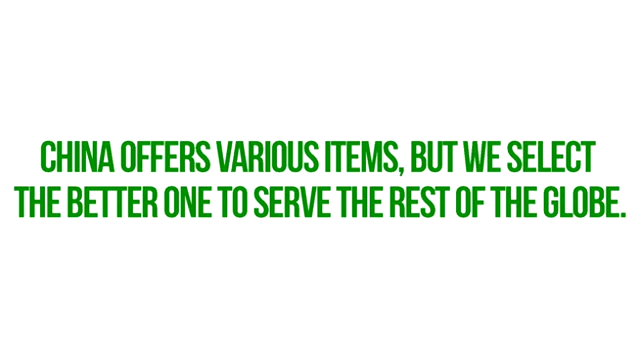 CHINA OFFERS VARIOUS ITEMS, BUT WE SELECT
THE BETTER ONE TO SERVE THE REST OF THE GLOBE.